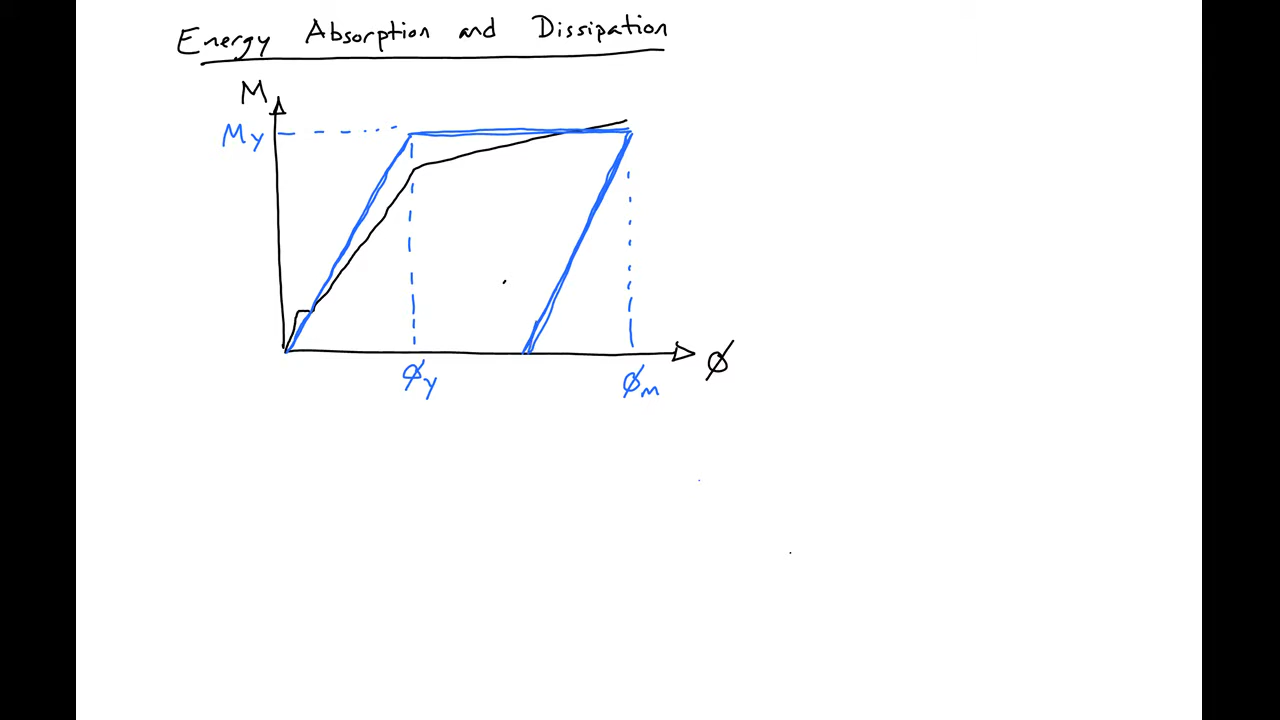 Energy Absorption and Dissipation
M
My
ϕ
ϕy
ϕm